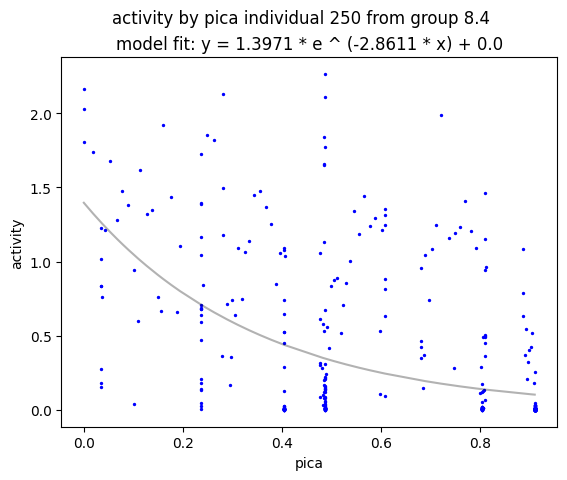 activity by pica individual 250 from group 8.4
model fit: y = 1.3971 * e ^ (-2.8611 * x) + 0.0
2.0
1.5
1.0
0.5
0.0
activity
0.0 0.2 0.4 0.6 0.8
pica